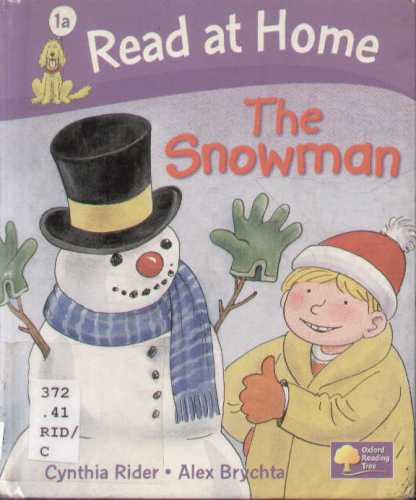 1a
Read at Home
The
Snowman
372
.41
RID/
C
Cynthia Rider • Alex Brychta
Oxford
Reading
Tree